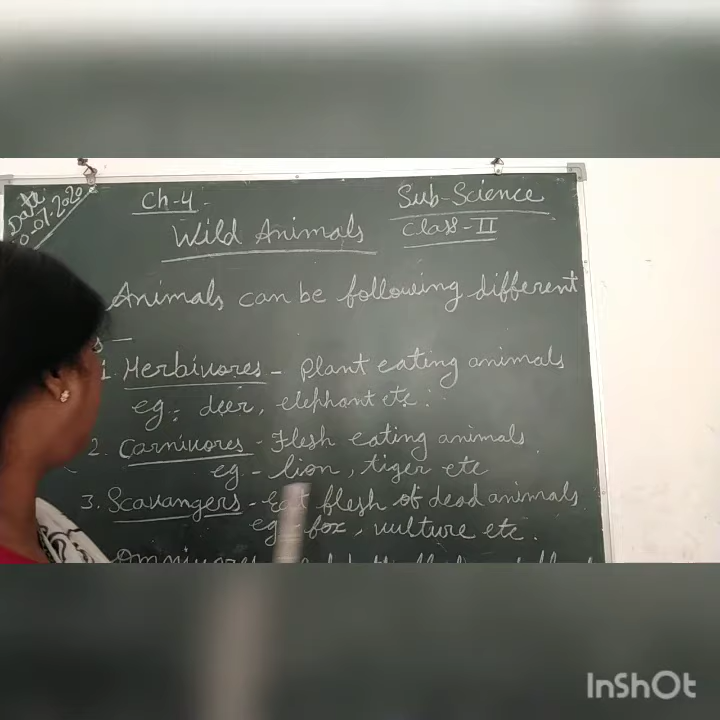 Date:
07.2020
Ch-4
Sub-Science
Class-II
Wild Animals
Animals can be following different
s —
1. Herbivores - plant eating animals
eg: deer, elephant etc.
2. Carnivores - Flesh eating animals.
eg - lion, tiger etc
3. Scavangers - Eat flesh of dead animals
eg - fox, vulture etc.
Omnivores
InShOt